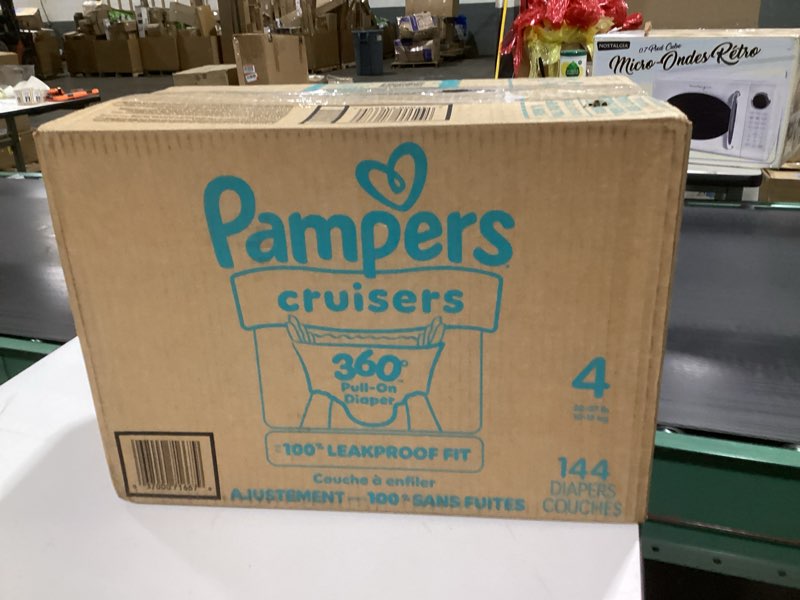 NOSTALGIA
Micro-Ondes Rétro
Pampers
cruisers
360°
Pull-On
Diaper
100% LEAKPROOF FIT
Couche à enfiler
AJUSTEMENT 100% SANS FUITES
4
144
DIAPERS
COUCHES